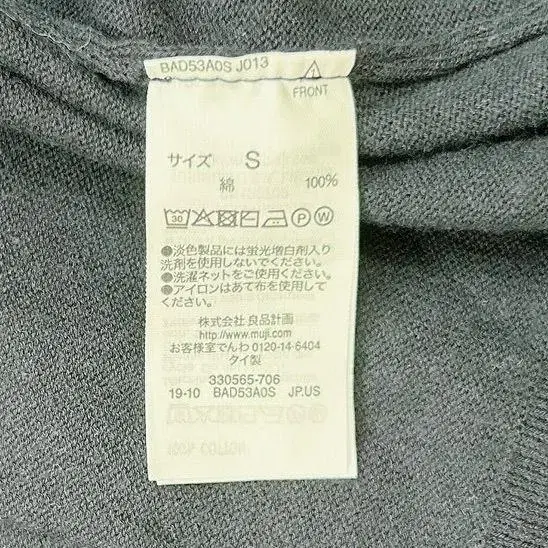 BAD53A0S J013
FRONT
サイズ S
綿 100%
30 P W
●淡色製品には蛍光増白剤入り
洗剤を使用しないでください。
●洗濯ネットをご使用ください。
●アイロンはあて布を使用して
ください。
株式会社 良品計画
http://www.muji.com
お客様室でんわ 0120-14-6404
タイ製
330565-706
19-10 BAD53A0S JP.US